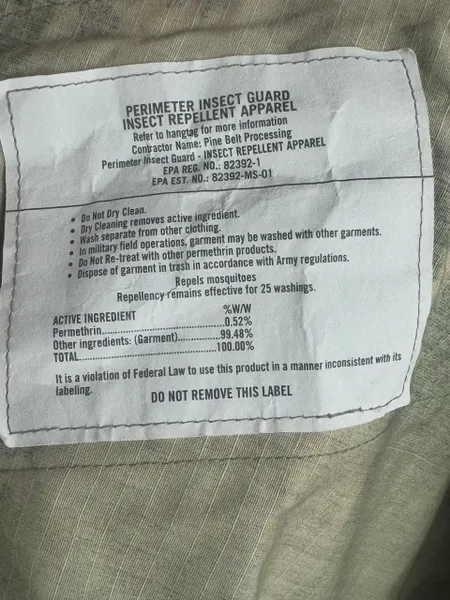 PERIMETER INSECT GUARD
INSECT REPELLENT APPAREL
Refer to hangtag for more information
Contractor Name: Pine Belt Processing
Perimeter Insect Guard - INSECT REPELLENT APPAREL
EPA REG. NO.: 82392-1
EPA EST. NO.: 82392-MS-01
• Do Not Dry Clean.
• Dry Cleaning removes active ingredient.
• Wash separate from other clothing.
• In military field operations, garment may be washed with other garments.
• Do Not Re-treat with other permethrin products.
• Dispose of garment in trash in accordance with Army regulations.
Repels mosquitoes
Repellency remains effective for 25 washings.
ACTIVE INGREDIENT %W/W
Permethrin..............................0.52%
Other ingredients: (Garment)..............99.48%
TOTAL...................................100.00%
It is a violation of Federal Law to use this product in a manner inconsistent with its
labeling.
DO NOT REMOVE THIS LABEL